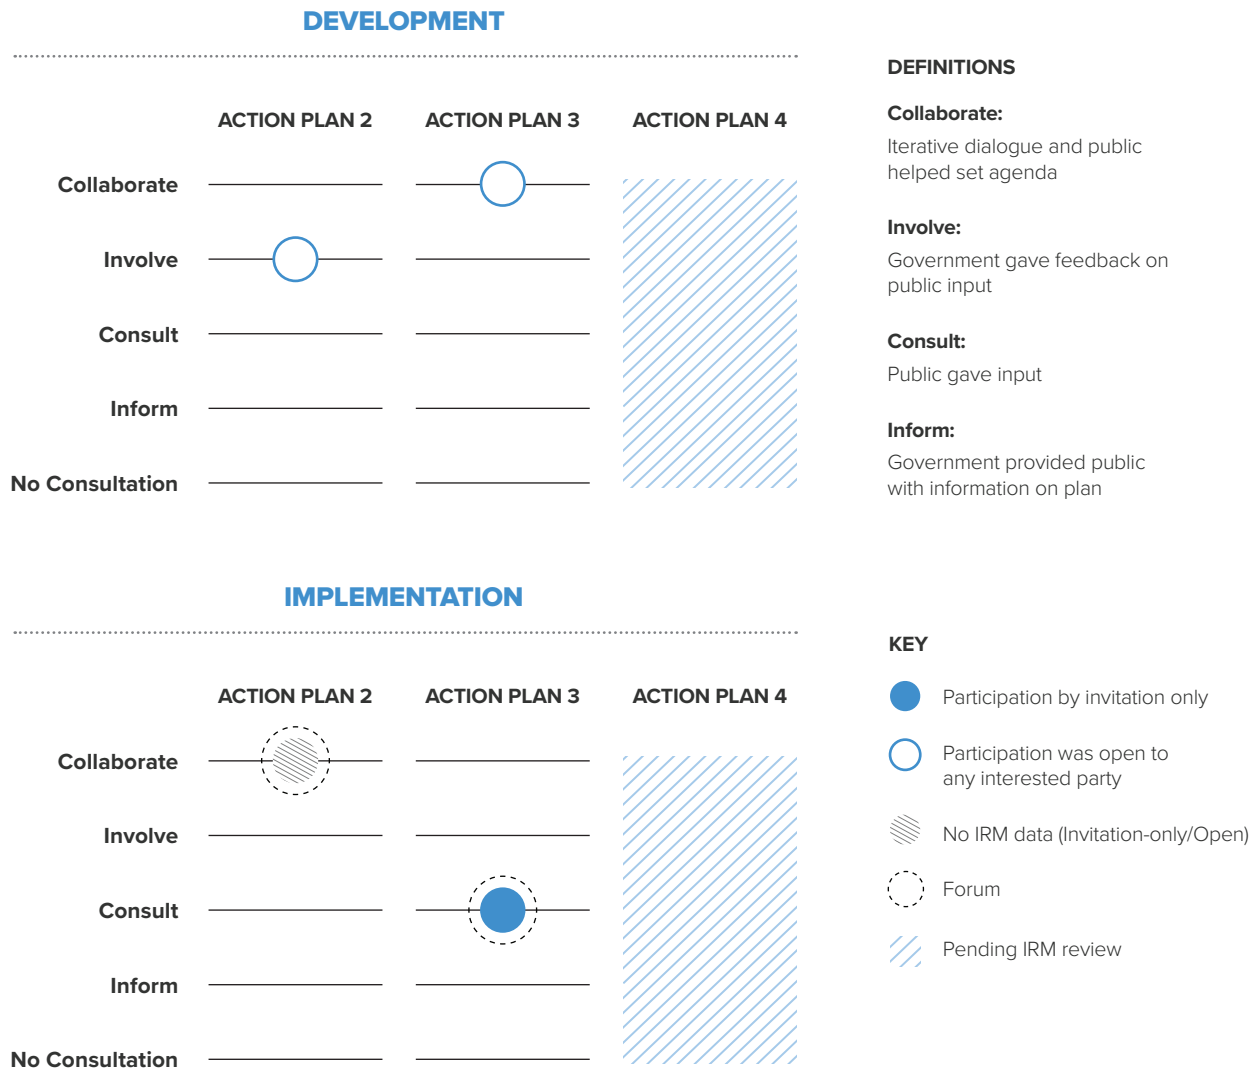 DEVELOPMENT
ACTION PLAN 2
ACTION PLAN 3
ACTION PLAN 4
Collaborate
Involve
Consult
Inform
No Consultation
DEFINITIONS
Collaborate:
Iterative dialogue and public
helped set agenda
Involve:
Government gave feedback on
public input
Consult:
Public gave input
Inform:
Government provided public
with information on plan
IMPLEMENTATION
ACTION PLAN 2
ACTION PLAN 3
ACTION PLAN 4
Collaborate
Involve
Consult
Inform
No Consultation
KEY
Participation by invitation only
Participation was open to
any interested party
No IRM data (Invitation-only/Open)
Forum
Pending IRM review